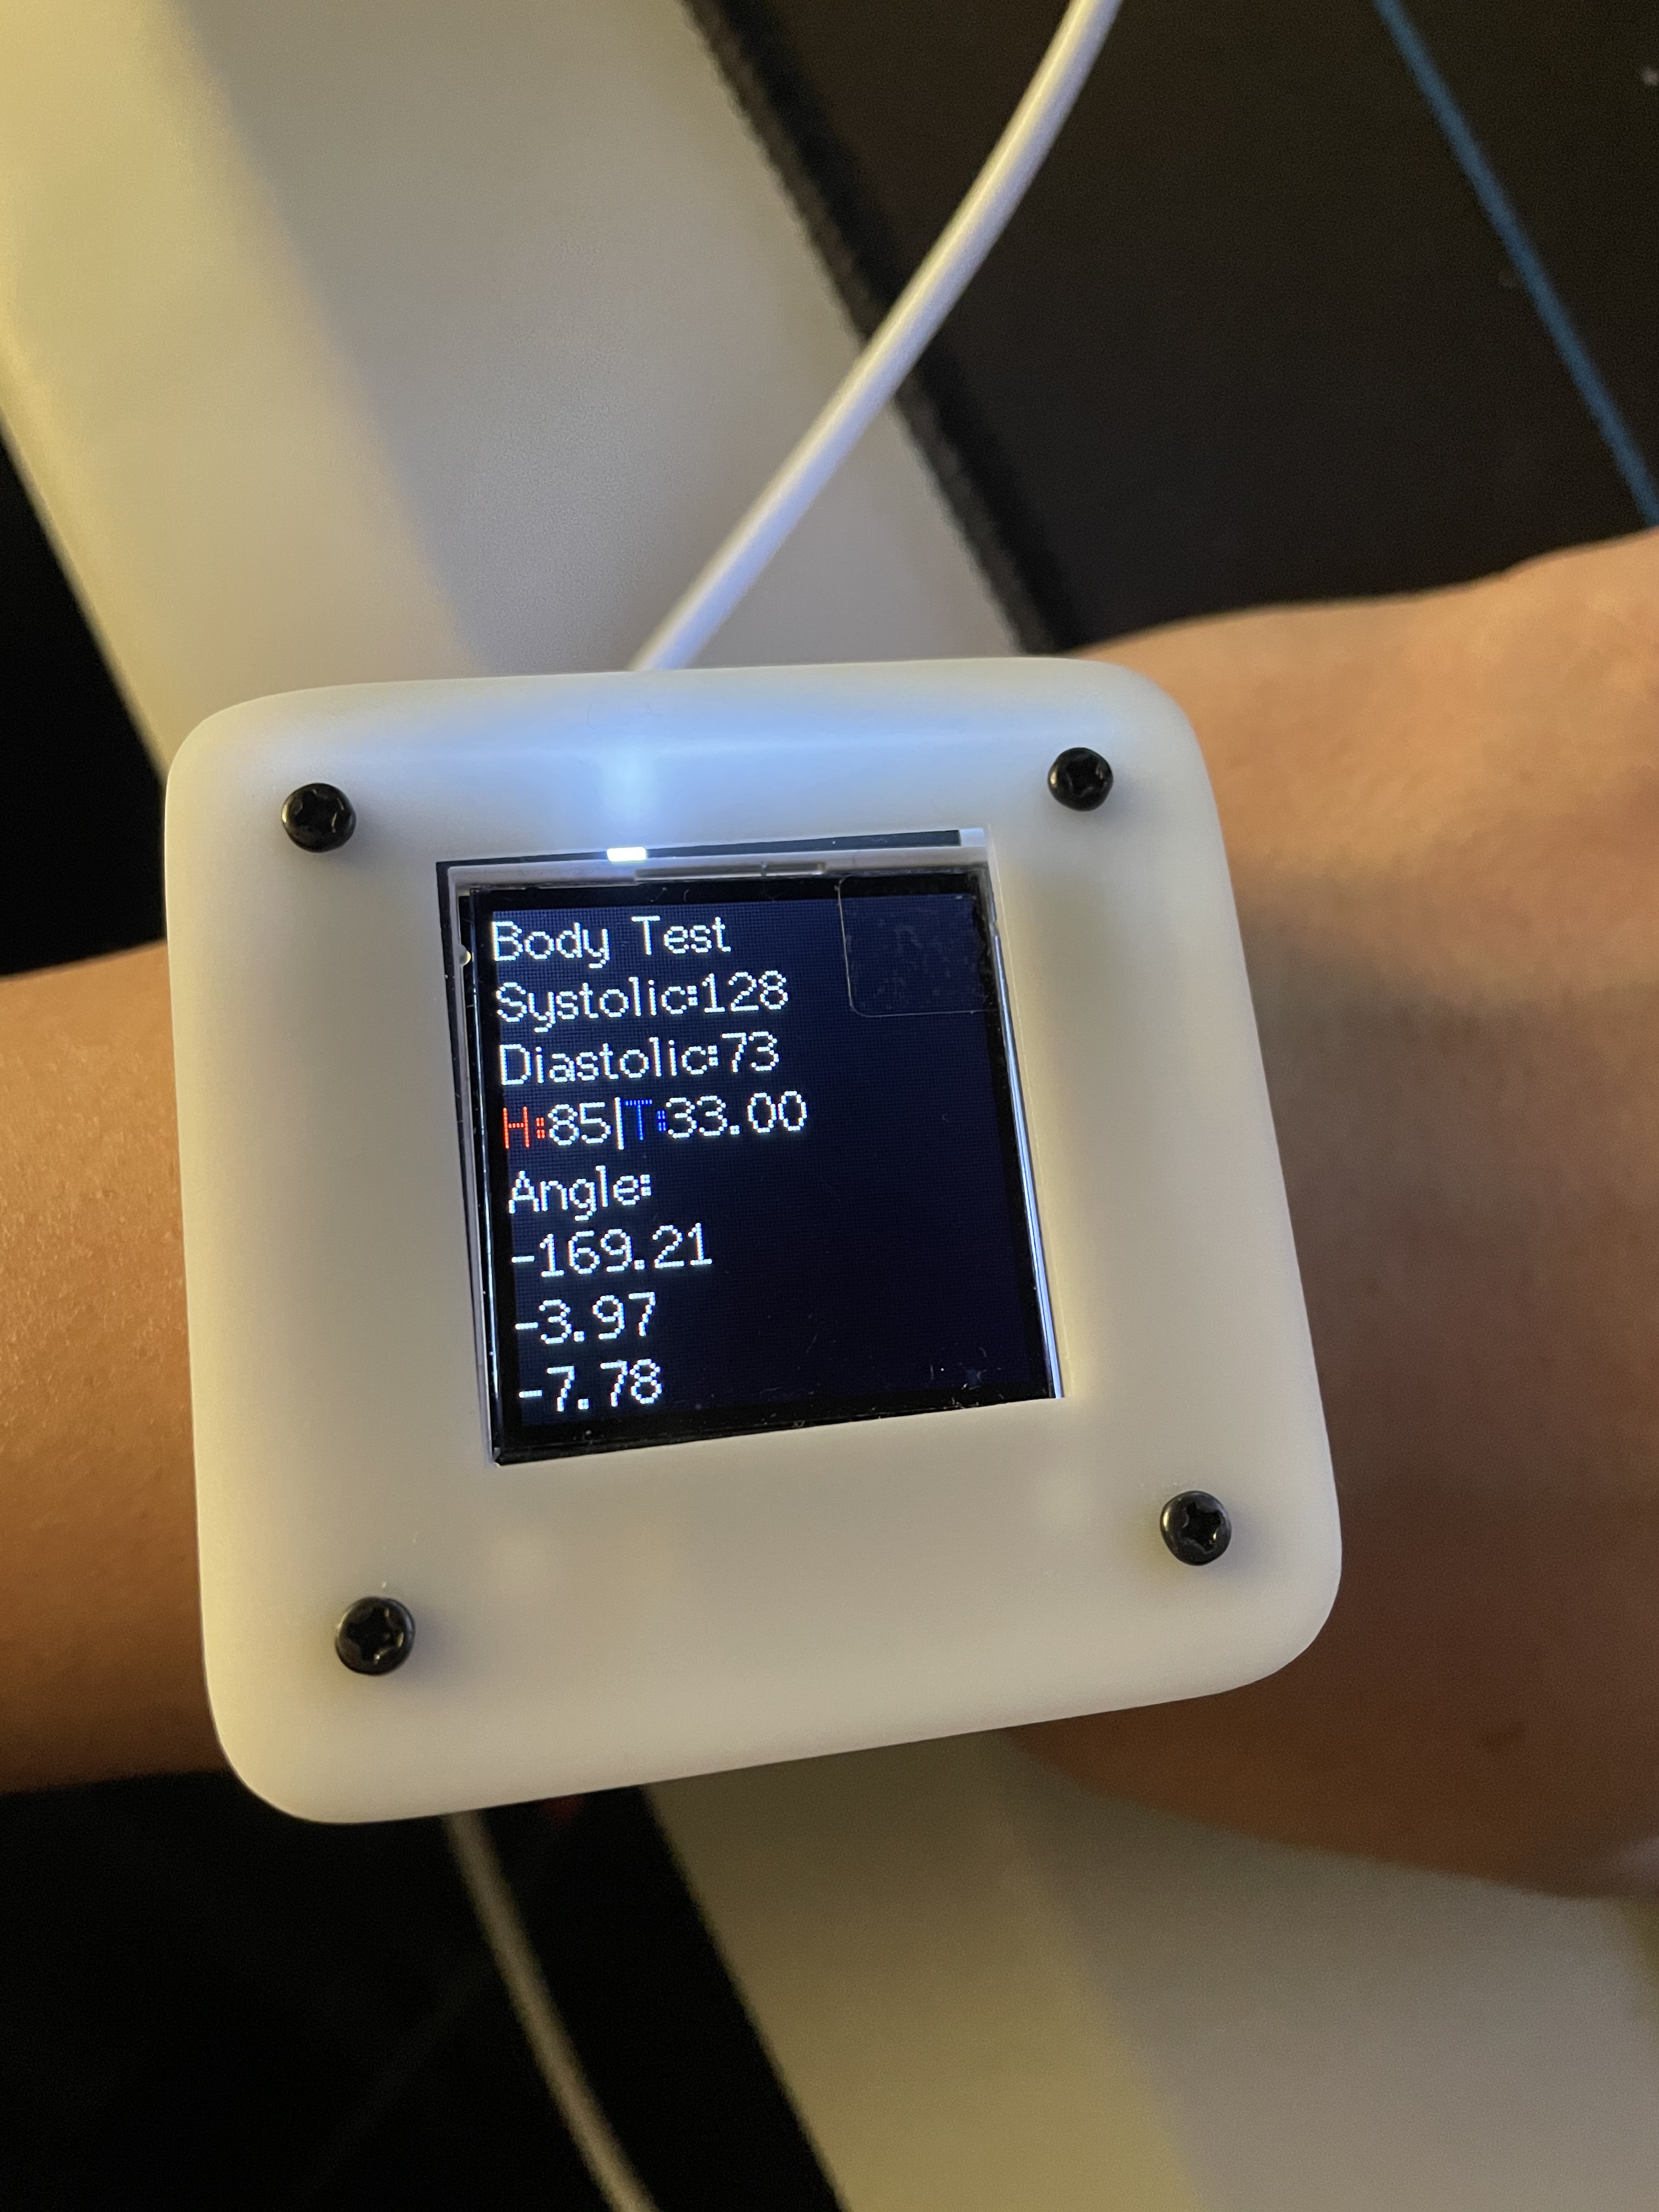 Body Test
Systolic:128
Diastolic:73
H:85|T:33.00
Angle:
-169.21
-3.97
-7.78